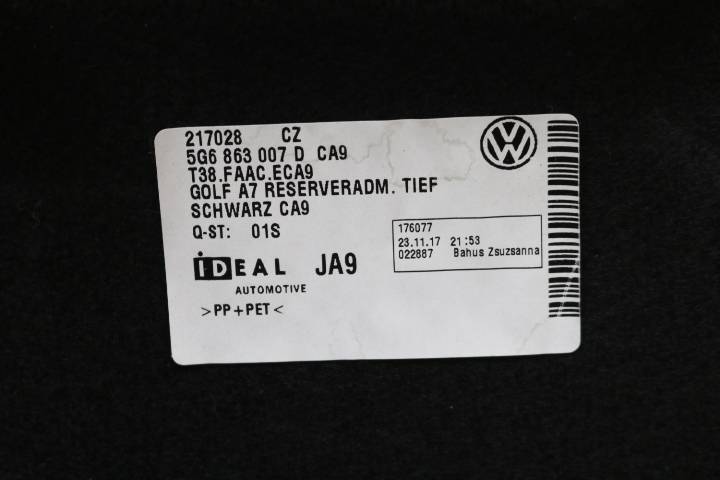 217028 CZ
5G6 863 007 D CA9
T38.FAAC.ECA9
GOLF A7 RESERVERADM. TIEF
SCHWARZ CA9
Q-ST: 01S
176077
23.11.17 21:53
022887 Bahus Zsuzsanna
iDEAL JA9
AUTOMOTIVE
>PP+PET<